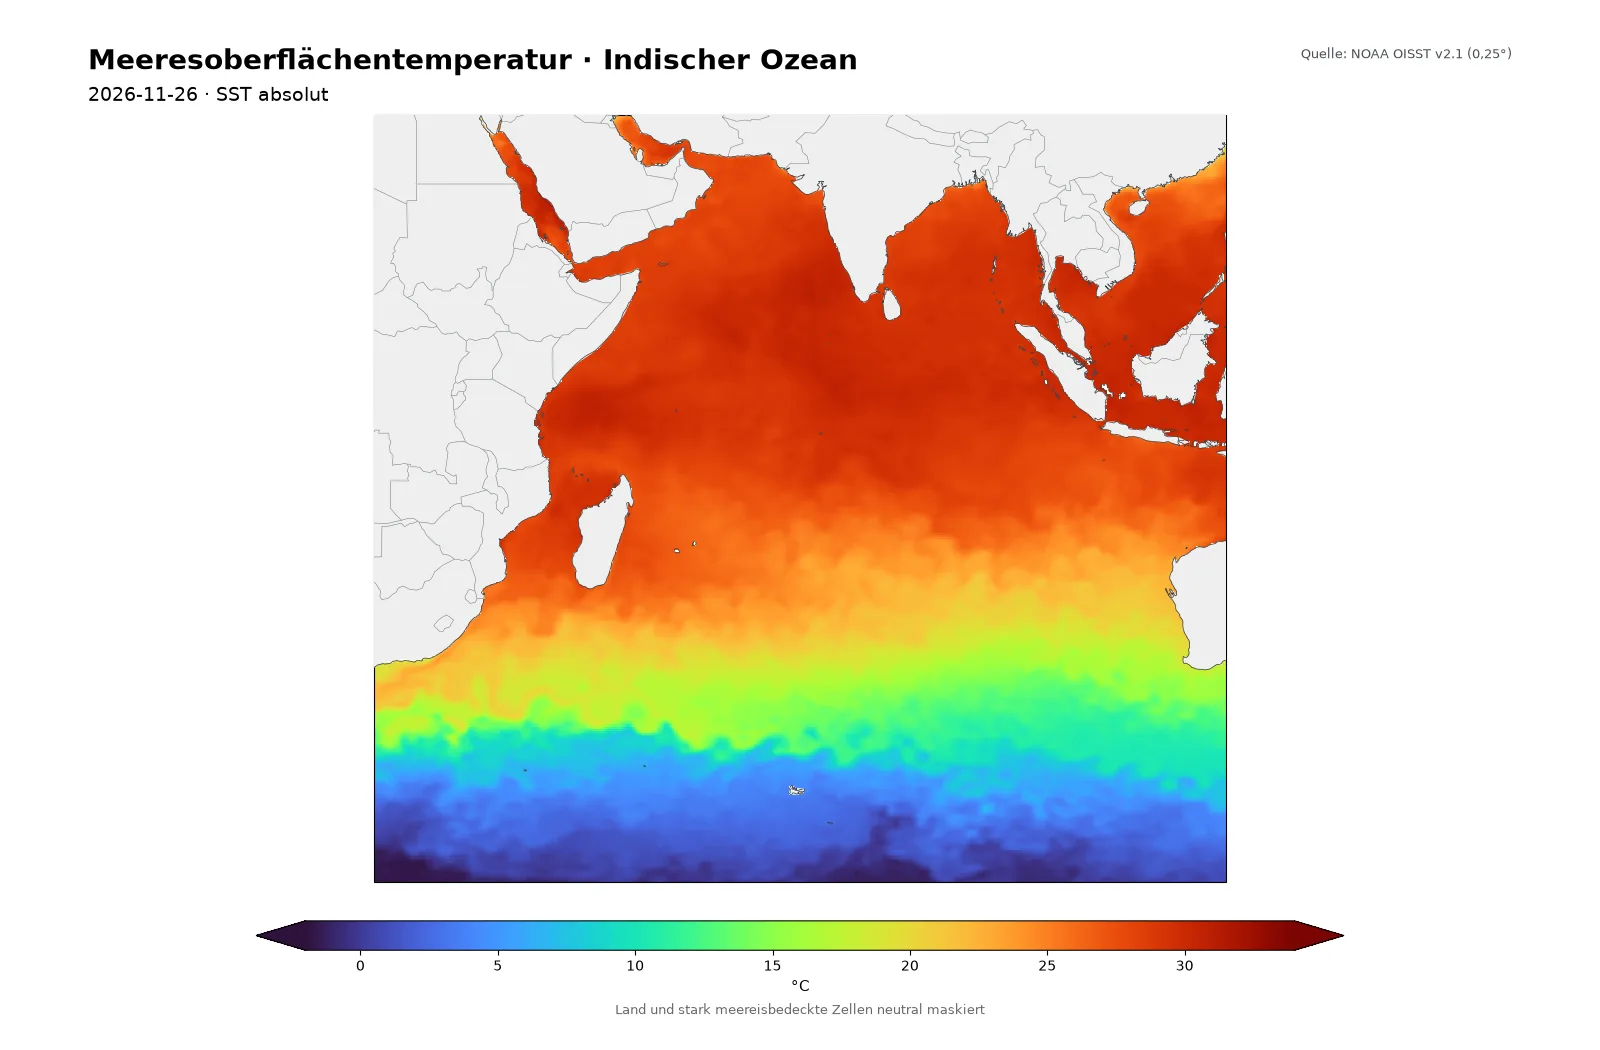 Meeresoberflächentemperatur · Indischer Ozean
Quelle: NOAA OISST v2.1 (0,25°)
2026-11-26 · SST absolut
0 5 10 15 20 25 30
°C
Land und stark meereisbedeckte Zellen neutral maskiert